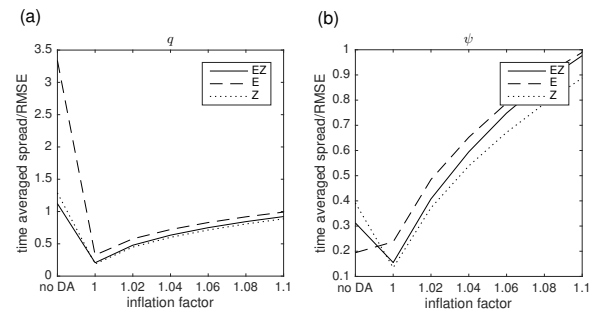 (a)
q
time averaged spread/RMSE
3.5
3
2.5
2
1.5
1
0.5
0
EZ
E
Z
no DA 1 1.02 1.04 1.06 1.08 1.1
inflation factor
(b)
ψ
time averaged spread/RMSE
1
0.9
0.8
0.7
0.6
0.5
0.4
0.3
0.2
0.1
EZ
E
Z
no DA 1 1.02 1.04 1.06 1.08 1.1
inflation factor